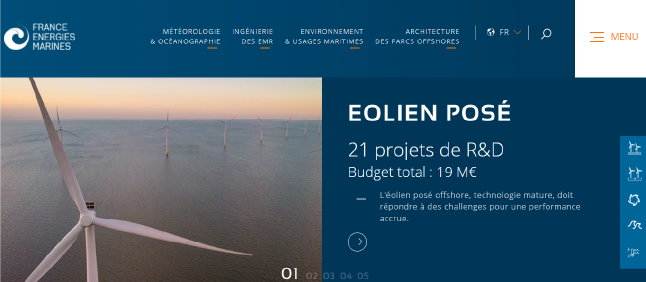 FRANCE
ENERGIES
MARINES
MÉTÉOROLOGIE
& OCÉANOGRAPHIE
INGÉNIERIE
DES EMR
ENVIRONNEMENT
& USAGES MARITIMES
ARCHITECTURE
DES PARCS OFFSHORES
FR
MENU
EOLIEN POSÉ
21 projets de R&D
Budget total : 19 M€
L'éolien posé offshore, technologie mature, doit
répondre à des challenges pour une performance
accrue.
01 02 03 04 05